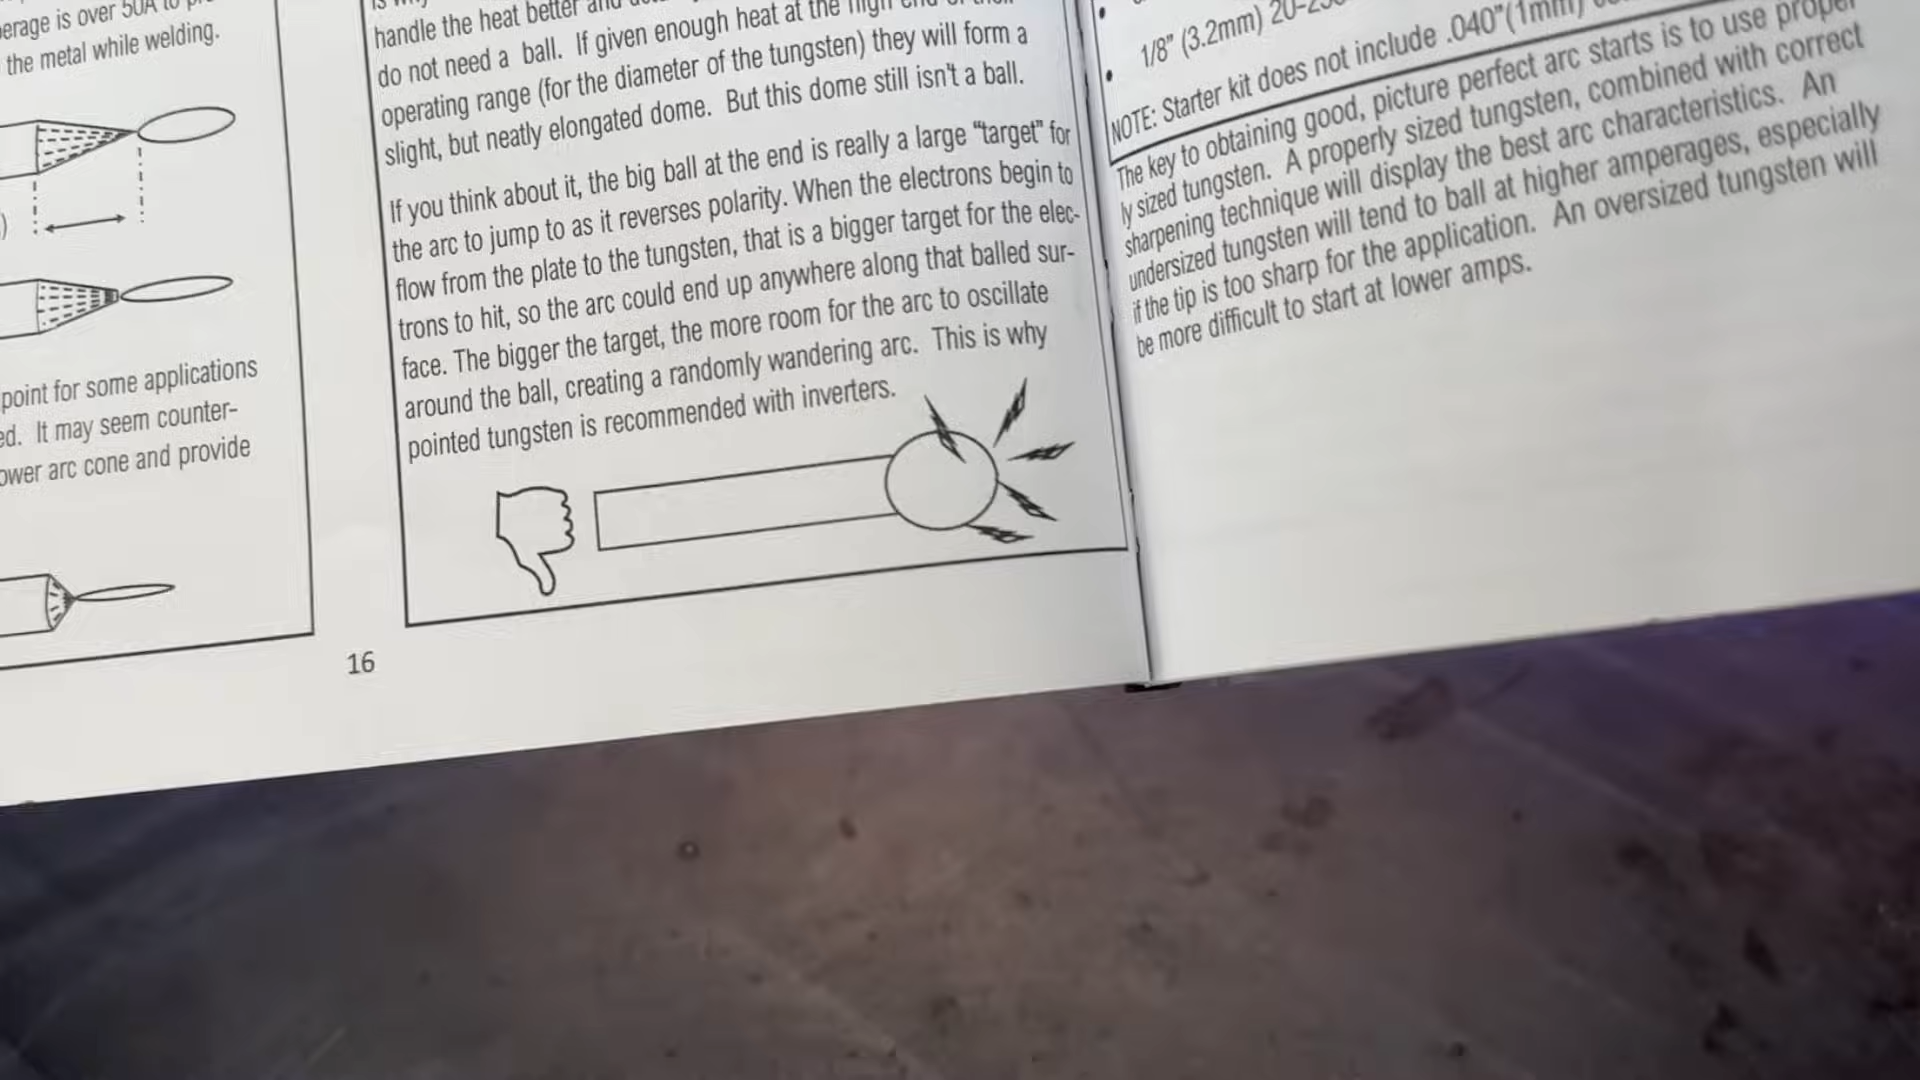 erage is over 50A to
the metal while welding.
)
point for some applications
ed. It may seem counter-
ower arc cone and provide
handle the heat better and
do not need a ball. If given enough heat at the high end of their
operating range (for the diameter of the tungsten) they will form a
slight, but neatly elongated dome. But this dome still isn't a ball.
If you think about it, the big ball at the end is really a large "target" for
the arc to jump to as it reverses polarity. When the electrons begin to
flow from the plate to the tungsten, that is a bigger target for the elec-
trons to hit, so the arc could end up anywhere along that balled sur-
face. The bigger the target, the more room for the arc to oscillate
around the ball, creating a randomly wandering arc. This is why
pointed tungsten is recommended with inverters.
16
• 1/8" (3.2mm)
NOTE: Starter kit does not include .040"(1mm)
The key to obtaining good, picture perfect arc starts is to use proper
ly sized tungsten. A properly sized tungsten, combined with correct
sharpening technique will display the best arc characteristics. An
undersized tungsten will tend to ball at higher amperages, especially
if the tip is too sharp for the application. An oversized tungsten will
be more difficult to start at lower amps.